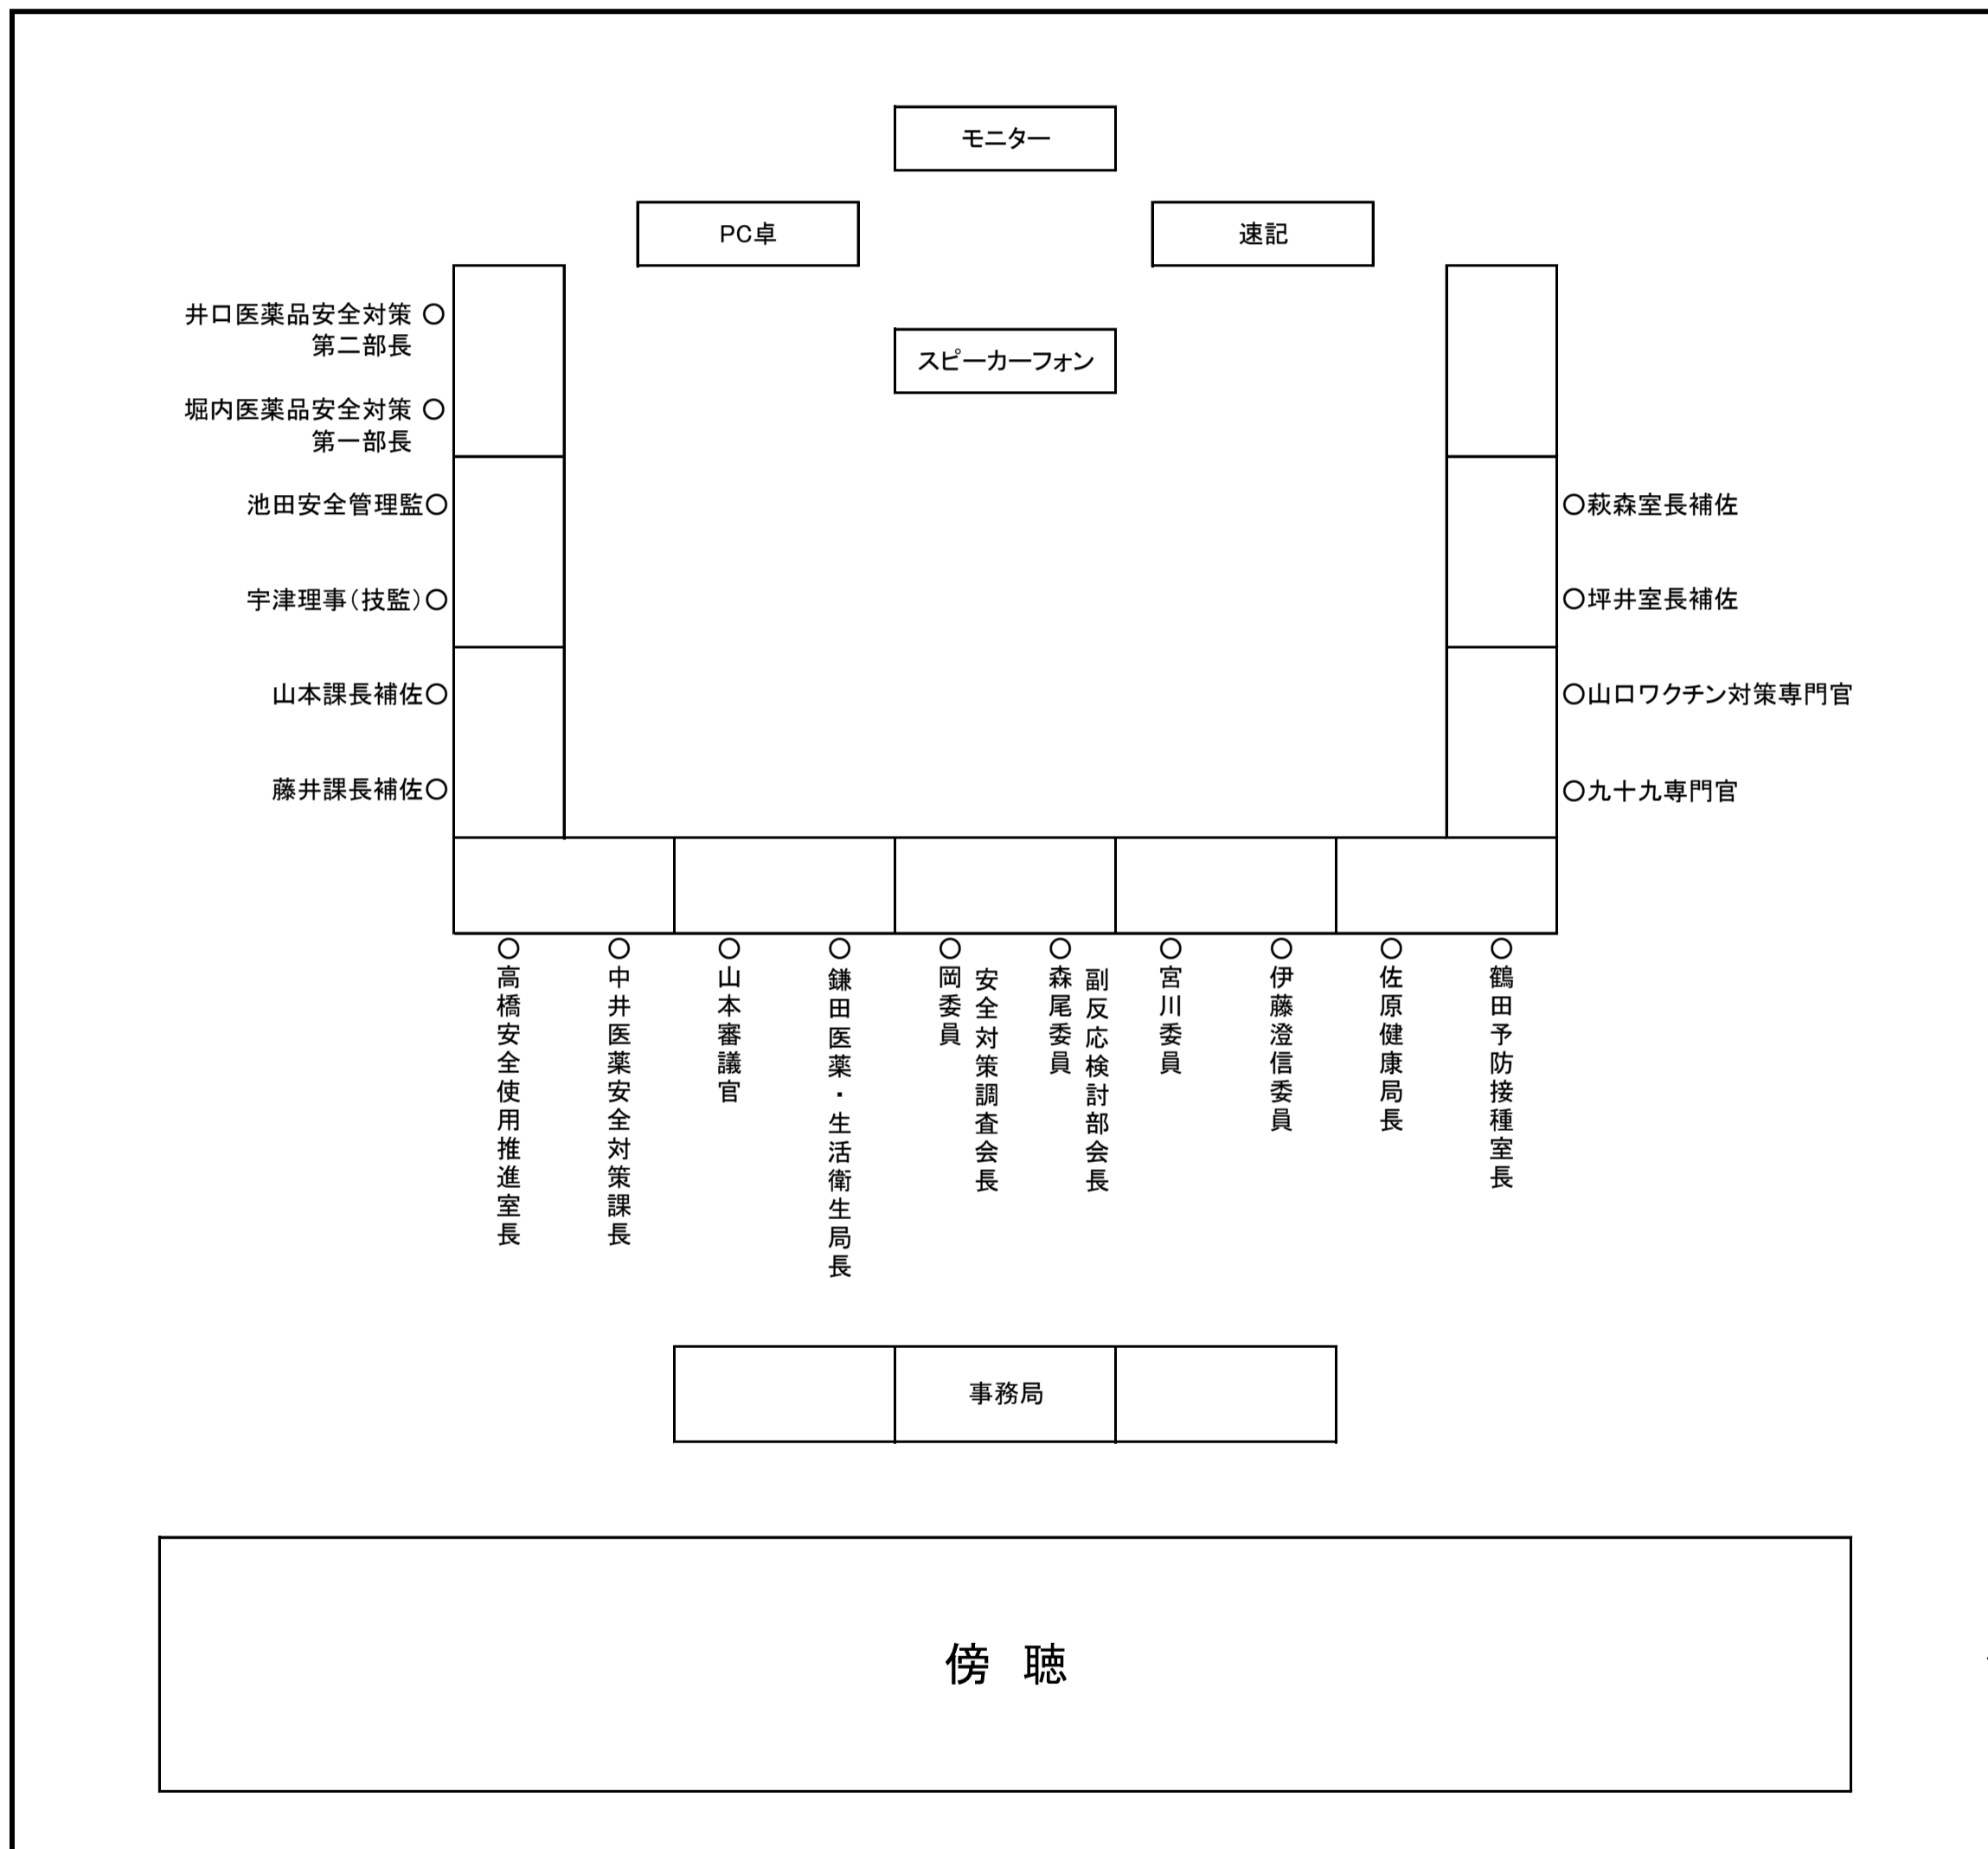 モニター
PC卓
速記
スピーカーフォン
井口医薬品安全対策 ○
第二部長
堀内医薬品安全対策 ○
第一部長
池田安全管理監○
宇津理事(技監)○
山本課長補佐○
藤井課長補佐○
○萩森室長補佐
○坪井室長補佐
○山口ワクチン対策専門官
○九十九専門官
○高橋安全使用推進室長
○中井医薬安全対策課長
○山本審議官
○鎌田医薬・生活衛生局長
○岡委員
安全対策調査会長
○森尾委員
副反応検討部会長
○宮川委員
○伊藤澄信委員
○佐原健康局長
○鶴田予防接種室長
事務局
傍 聴